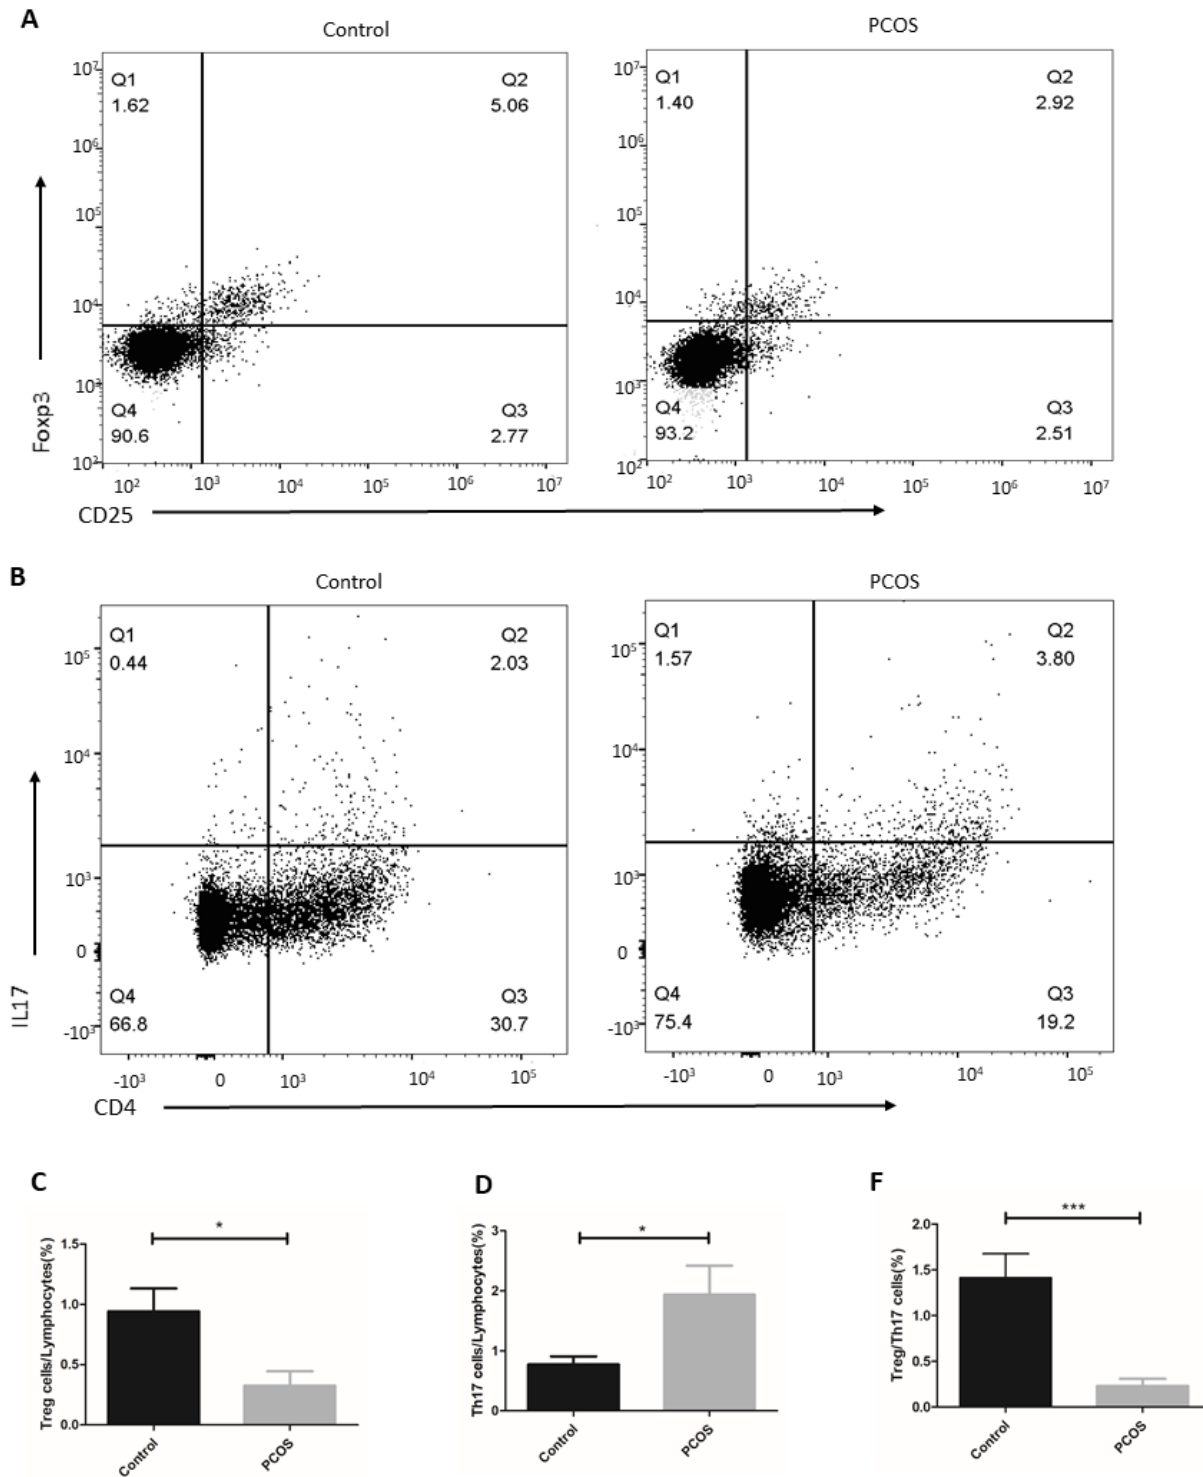 A
Control
PCOS
10⁷
10⁶
10⁵
10⁴
10³
10²
Q1
1.62
Q2
5.06
Q4
90.6
Q3
2.77
10² 10³ 10⁴ 10⁵ 10⁶ 10⁷
10⁷
10⁶
10⁵
10⁴
10³
10²
Q1
1.40
Q2
2.92
Q4
93.2
Q3
2.51
10² 10³ 10⁴ 10⁵ 10⁶ 10⁷
Foxp3
CD25
B
Control
PCOS
10⁵
10⁴
10³
0
-10³
Q1
0.44
Q2
2.03
Q4
66.8
Q3
30.7
-10³ 0 10³ 10⁴ 10⁵
10⁵
10⁴
10³
0
-10³
Q1
1.57
Q2
3.80
Q4
75.4
Q3
19.2
-10³ 0 10³ 10⁴ 10⁵
IL17
CD4
C
*
Treg cells/Lymphocytes(%)
1.5
1.0
0.5
0.0
Control
PCOS
D
*
Th17 cells/Lymphocytes(%)
3
2
1
0
Control
PCOS
F
***
Treg/Th17 cells(%)
2.0
1.5
1.0
0.5
0.0
Control
PCOS